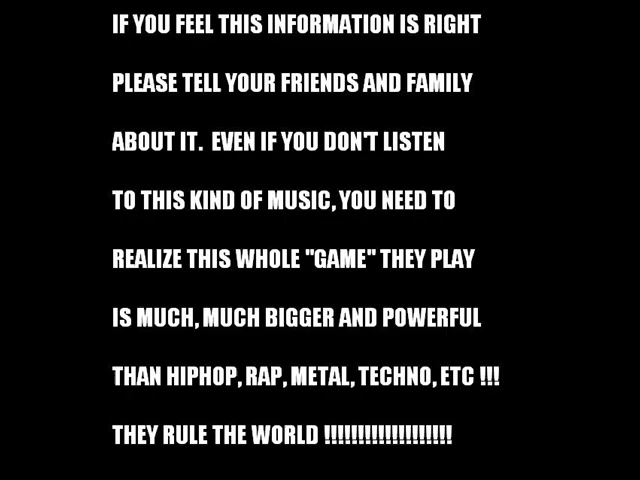 IF YOU FEEL THIS INFORMATION IS RIGHT
PLEASE TELL YOUR FRIENDS AND FAMILY
ABOUT IT.  EVEN IF YOU DON'T LISTEN
TO THIS KIND OF MUSIC, YOU NEED TO
REALIZE THIS WHOLE "GAME" THEY PLAY
IS MUCH, MUCH BIGGER AND POWERFUL
THAN HIPHOP, RAP, METAL, TECHNO, ETC !!!
THEY RULE THE WORLD !!!!!!!!!!!!!!!!!!!